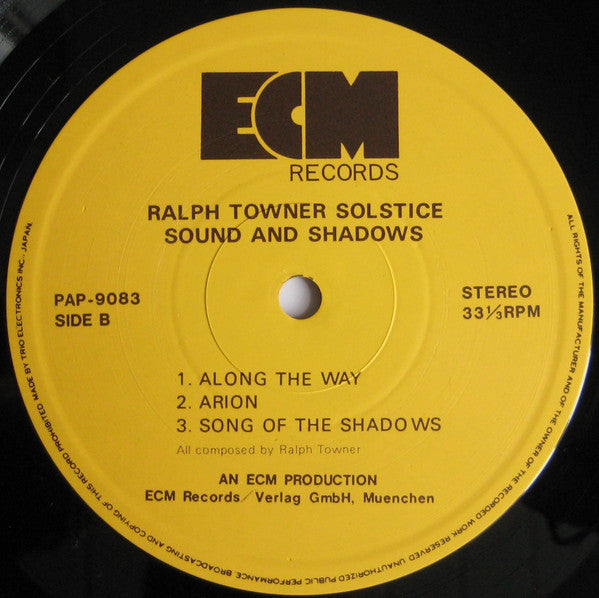 ECM
RECORDS
RALPH TOWNER SOLSTICE
SOUND AND SHADOWS
PAP-9083
SIDE B
STEREO
33⅓RPM
1. ALONG THE WAY
2. ARION
3. SONG OF THE SHADOWS
All composed by Ralph Towner
AN ECM PRODUCTION
ECM Records/Verlag GmbH, Muenchen
ALL RIGHTS OF THE MANUFACTURER AND OF THE OWNER OF THE RECORDED WORK RESERVED UNAUTHORIZED PUBLIC PERFORMANCE, BROADCASTING AND COPYING OF THIS RECORD PROHIBITED MADE BY TRIO ELECTRONICS INC., JAPAN.